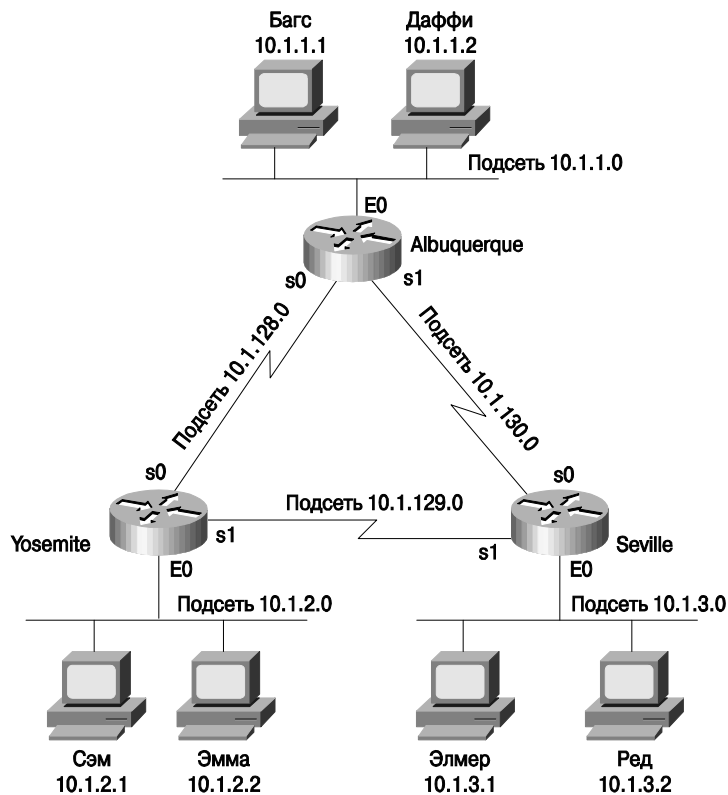 Багс
10.1.1.1
Даффи
10.1.1.2
Подсеть 10.1.1.0
E0
Albuquerque
s0
s1
Подсеть 10.1.128.0
Подсеть 10.1.130.0
s0
s0
Подсеть 10.1.129.0
Yosemite
s1
s1
Seville
E0
E0
Подсеть 10.1.2.0
Подсеть 10.1.3.0
Сэм
10.1.2.1
Эмма
10.1.2.2
Элмер
10.1.3.1
Ред
10.1.3.2